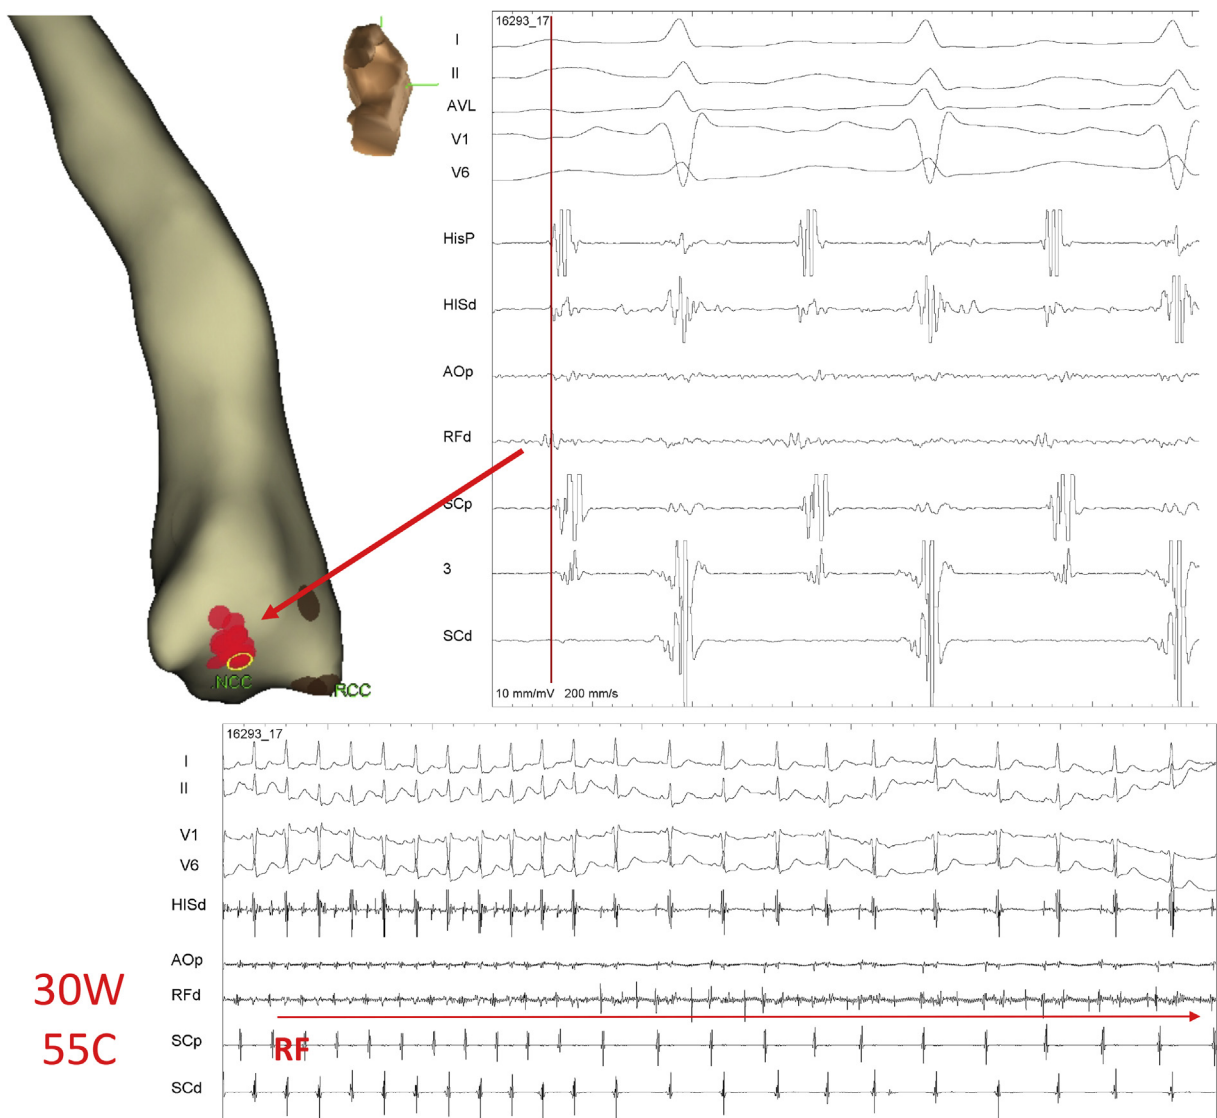 16293_17
I
II
AVL
V1
V6
HisP
HISd
AOp
RFd
SCp
3
SCd
NCC
RCC
10 mm/mV 200 mm/s
16293_17
I
II
V1
V6
HISd
AOp
RFd
SCp
SCd
30W
55C
RF